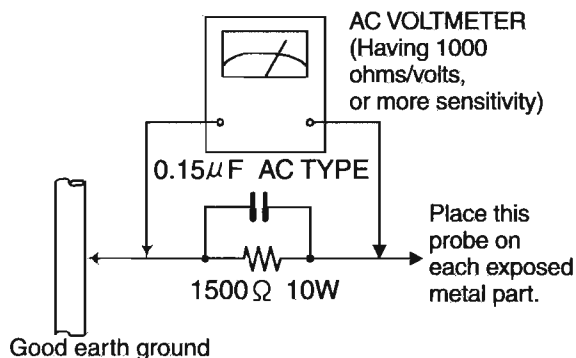 AC VOLTMETER
(Having 1000
ohms/volts,
or more sensitivity)
0.15μF AC TYPE
Place this
probe on
each exposed
metal part.
1500Ω 10W
Good earth ground